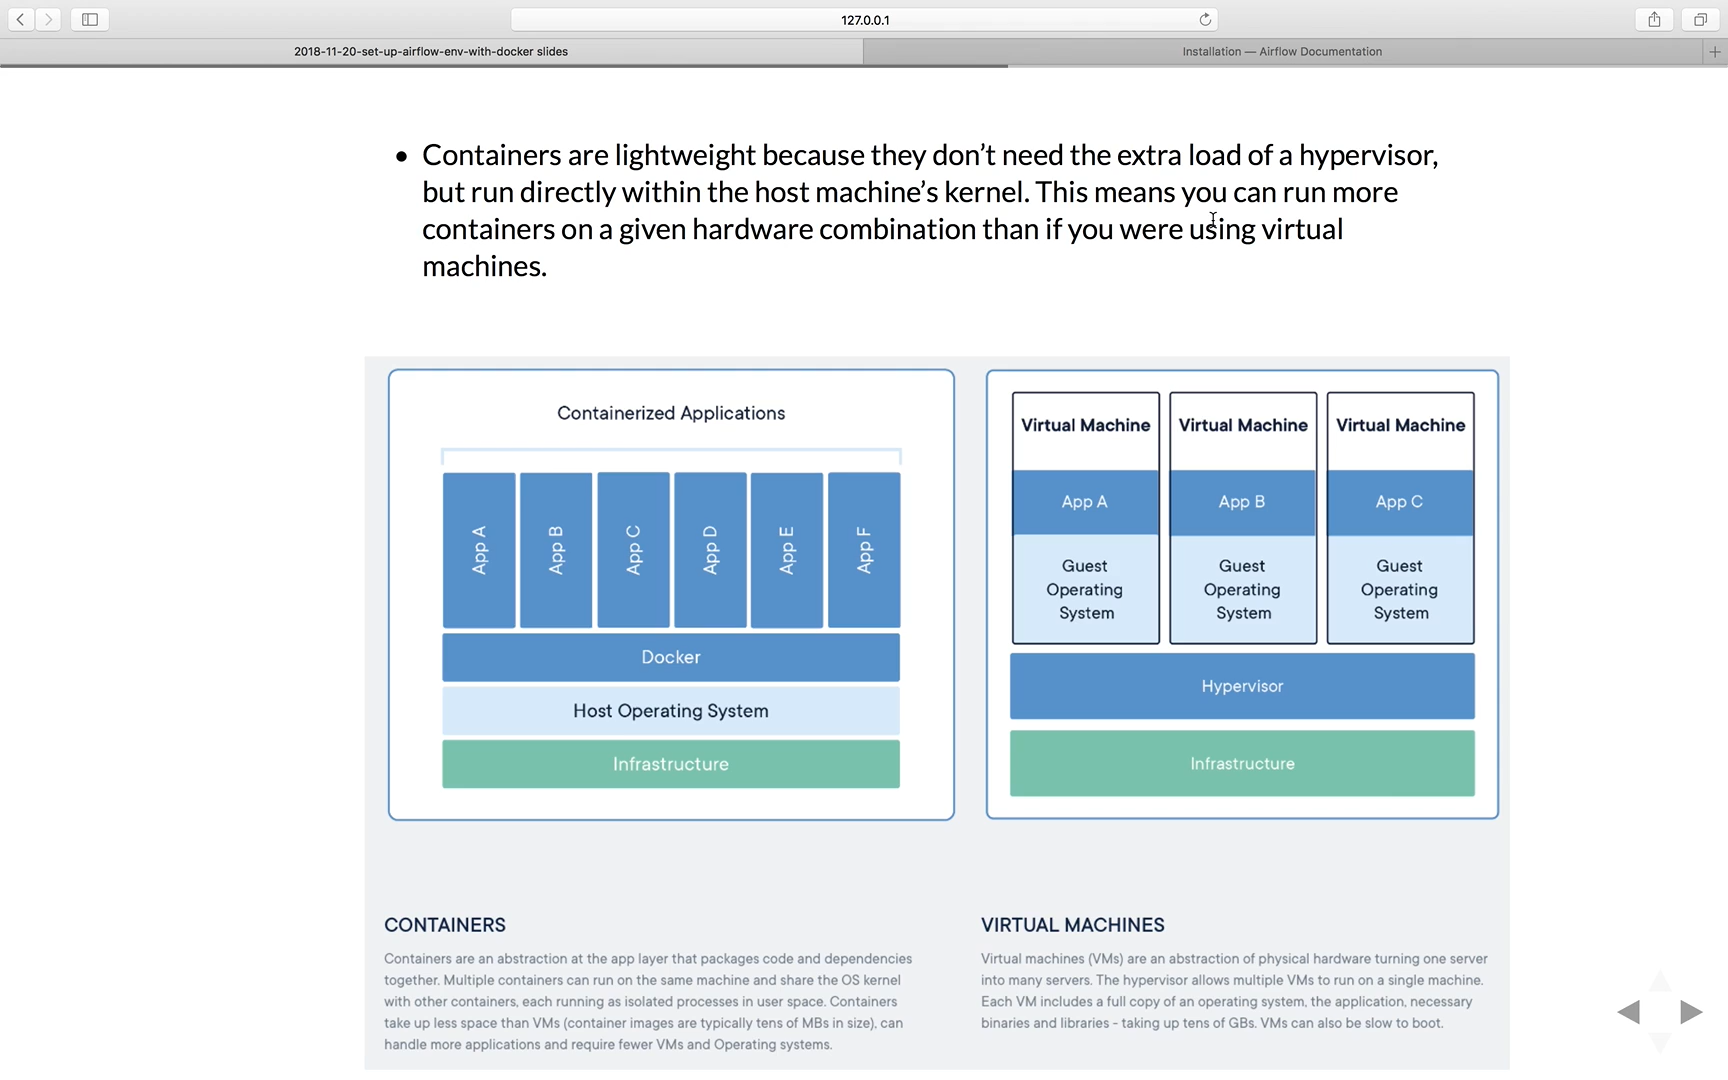 127.0.0.1
2018-11-20-set-up-airflow-env-with-docker slides
Installation — Airflow Documentation
• Containers are lightweight because they don’t need the extra load of a hypervisor,
but run directly within the host machine’s kernel. This means you can run more
containers on a given hardware combination than if you were using virtual
machines.
Containerized Applications
App A
App B
App C
App D
App E
App F
Docker
Host Operating System
Infrastructure
Virtual Machine
Virtual Machine
Virtual Machine
App A
App B
App C
Guest
Operating
System
Guest
Operating
System
Guest
Operating
System
Hypervisor
Infrastructure
CONTAINERS
Containers are an abstraction at the app layer that packages code and dependencies
together. Multiple containers can run on the same machine and share the OS kernel
with other containers, each running as isolated processes in user space. Containers
take up less space than VMs (container images are typically tens of MBs in size), can
handle more applications and require fewer VMs and Operating systems.
VIRTUAL MACHINES
Virtual machines (VMs) are an abstraction of physical hardware turning one server
into many servers. The hypervisor allows multiple VMs to run on a single machine.
Each VM includes a full copy of an operating system, the application, necessary
binaries and libraries - taking up tens of GBs. VMs can also be slow to boot.